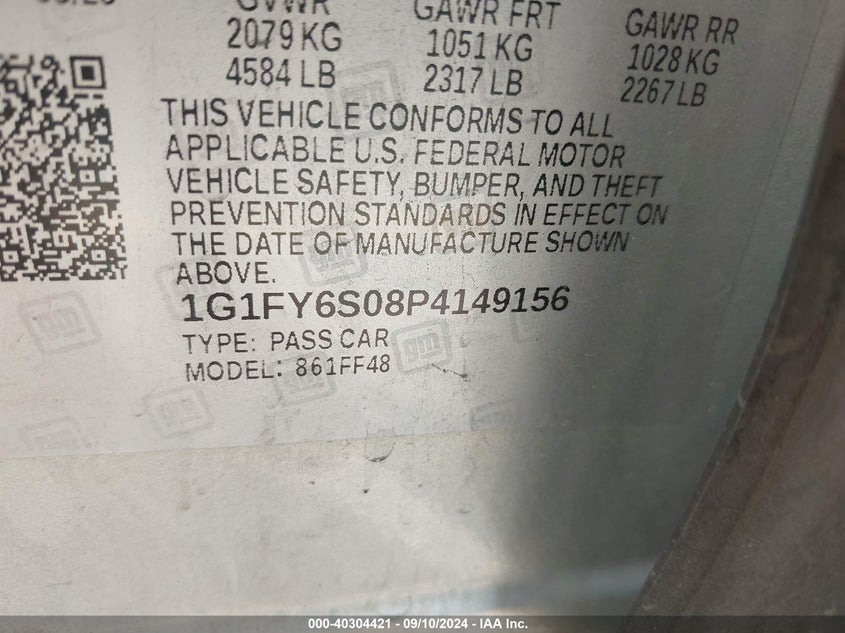 GVWR GAWR FRT GAWR RR
2079 KG 1051 KG 1028 KG
4584 LB 2317 LB 2267 LB
THIS VEHICLE CONFORMS TO ALL
APPLICABLE U.S. FEDERAL MOTOR
VEHICLE SAFETY, BUMPER, AND THEFT
PREVENTION STANDARDS IN EFFECT ON
THE DATE OF MANUFACTURE SHOWN
ABOVE.
1G1FY6S08P4149156
TYPE: PASS CAR
MODEL: 861FF48
000-40304421 - 09/10/2024 - IAA Inc.